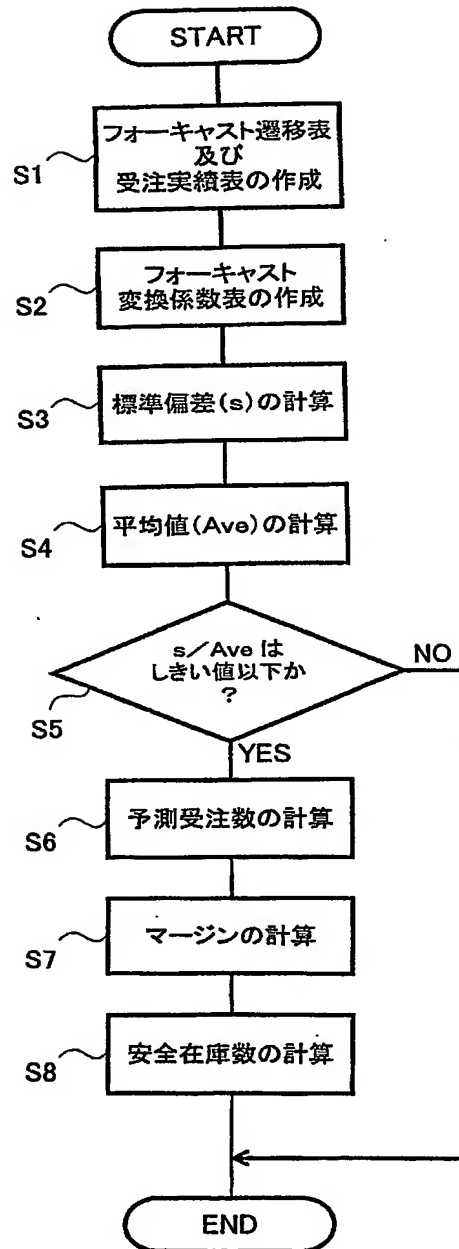 START
S1
フォーキャスト遷移表
及び
受注実績表の作成
S2
フォーキャスト
変換係数表の作成
S3
標準偏差(s)の計算
S4
平均値(Ave)の計算
S5
s／Ave は
しきい値以下か
?
NO
YES
S6
予測受注数の計算
S7
マージンの計算
S8
安全在庫数の計算
END